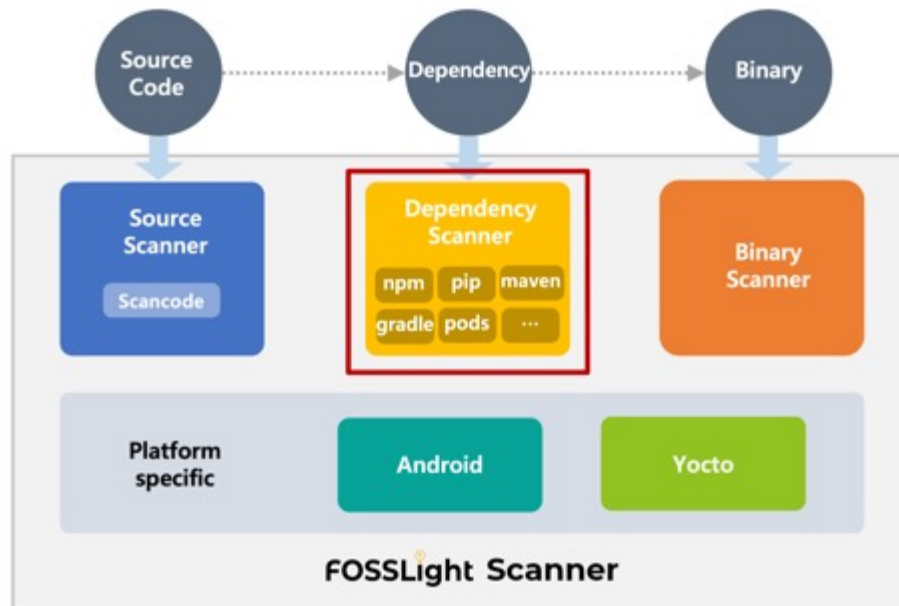 Source
Code
Dependency
Binary
Source
Scanner
Scancode
Dependency
Scanner
npm pip maven
gradle pods ...
Binary
Scanner
Platform
specific
Android
Yocto
FOSSLight Scanner